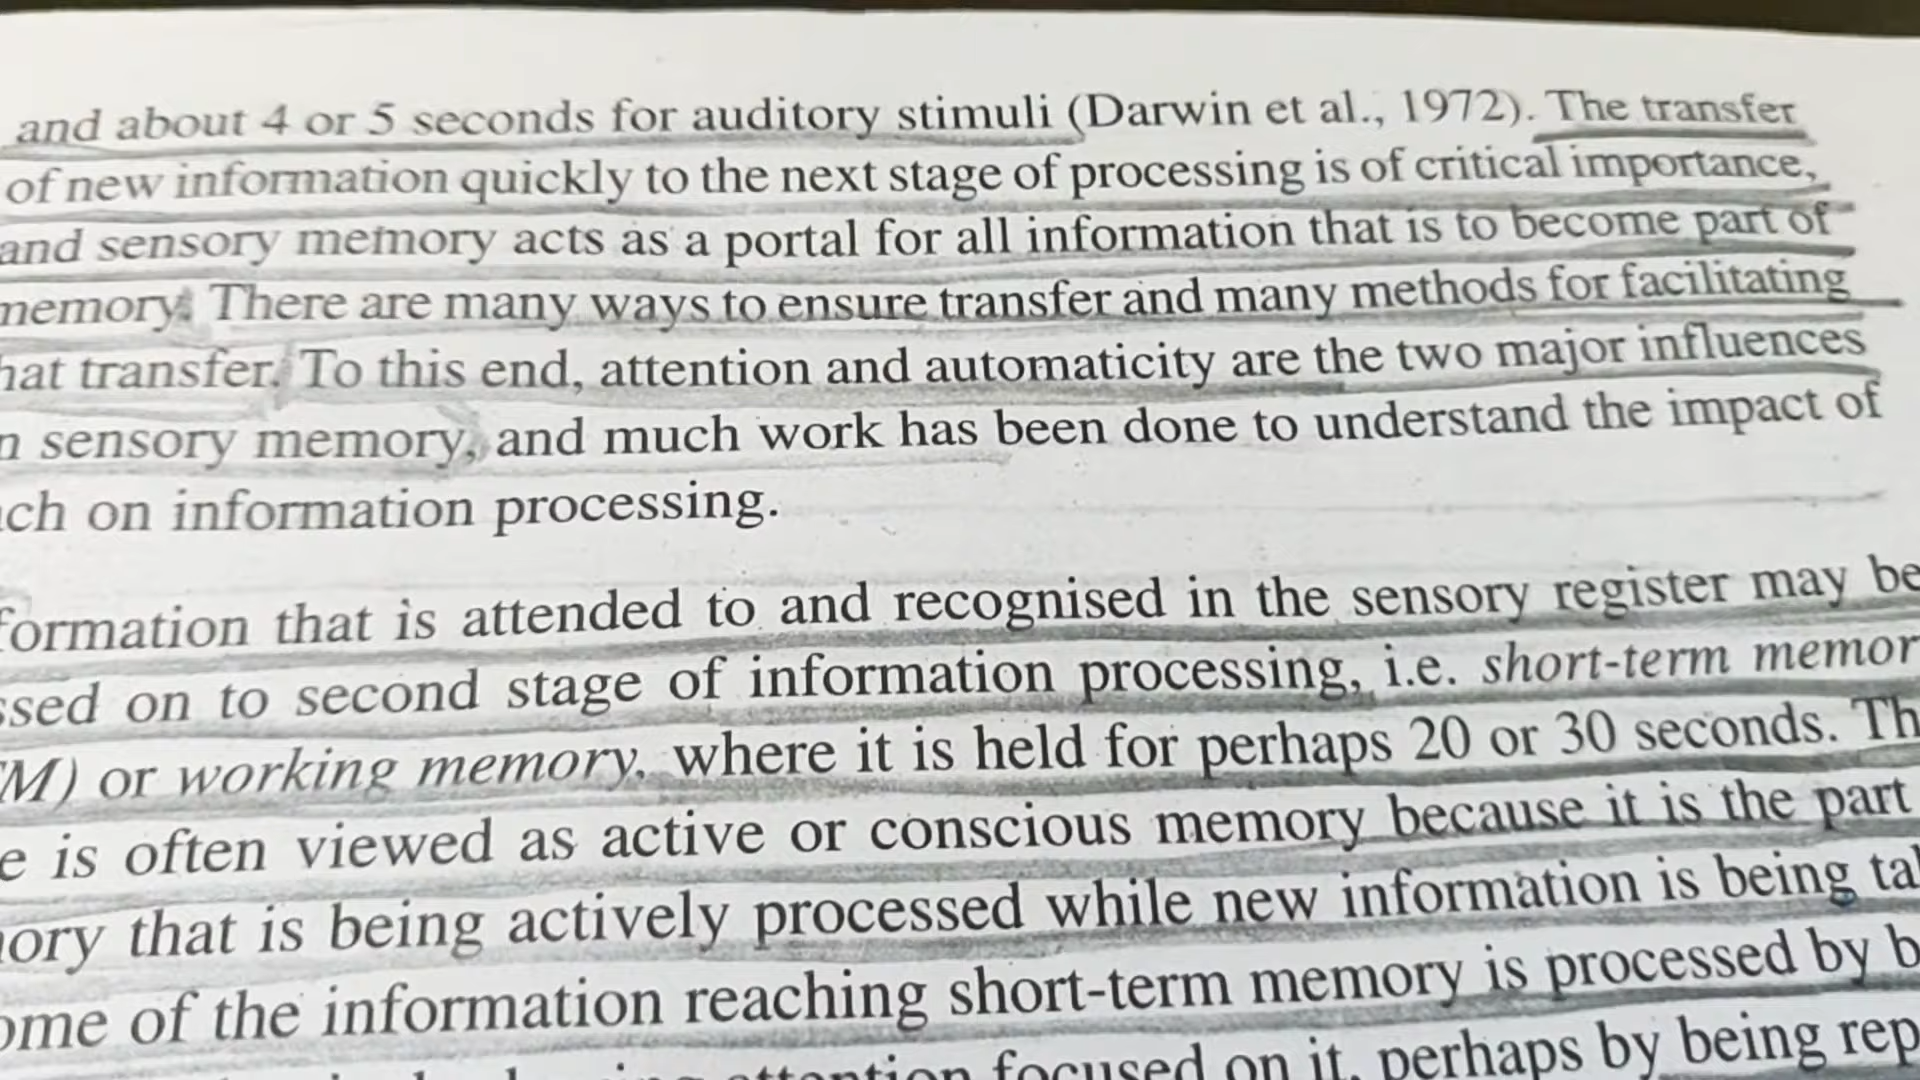 and about 4 or 5 seconds for auditory stimuli (Darwin et al., 1972). The transfer
of new information quickly to the next stage of processing is of critical importance,
and sensory memory acts as a portal for all information that is to become part of
memory. There are many ways to ensure transfer and many methods for facilitating
hat transfer. To this end, attention and automaticity are the two major influences
n sensory memory, and much work has been done to understand the impact of
ch on information processing.
formation that is attended to and recognised in the sensory register may be
ssed on to second stage of information processing, i.e. short-term memor
M) or working memory, where it is held for perhaps 20 or 30 seconds. Th
e is often viewed as active or conscious memory because it is the part
ory that is being actively processed while new information is being tak
ome of the information reaching short-term memory is processed by b
attention focused on it, perhaps by being rep